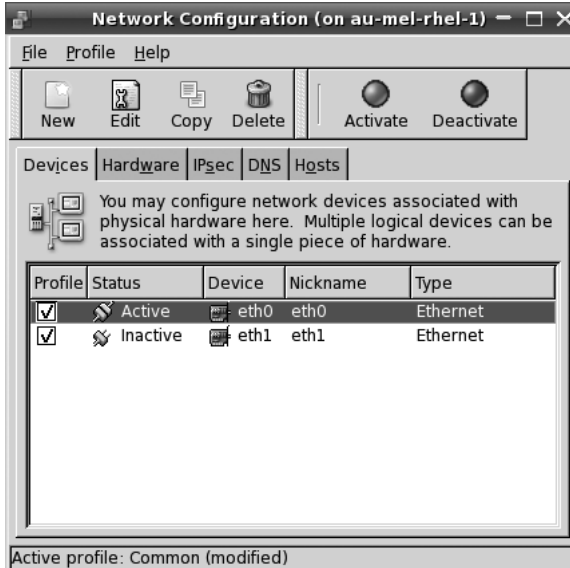 Network Configuration (on au-mel-rhel-1)
File Profile Help
New Edit Copy Delete Activate Deactivate
Devices Hardware IPsec DNS Hosts
You may configure network devices associated with
physical hardware here. Multiple logical devices can be
associated with a single piece of hardware.
Profile Status Device Nickname Type
Active eth0 eth0 Ethernet
Inactive eth1 eth1 Ethernet
Active profile: Common (modified)